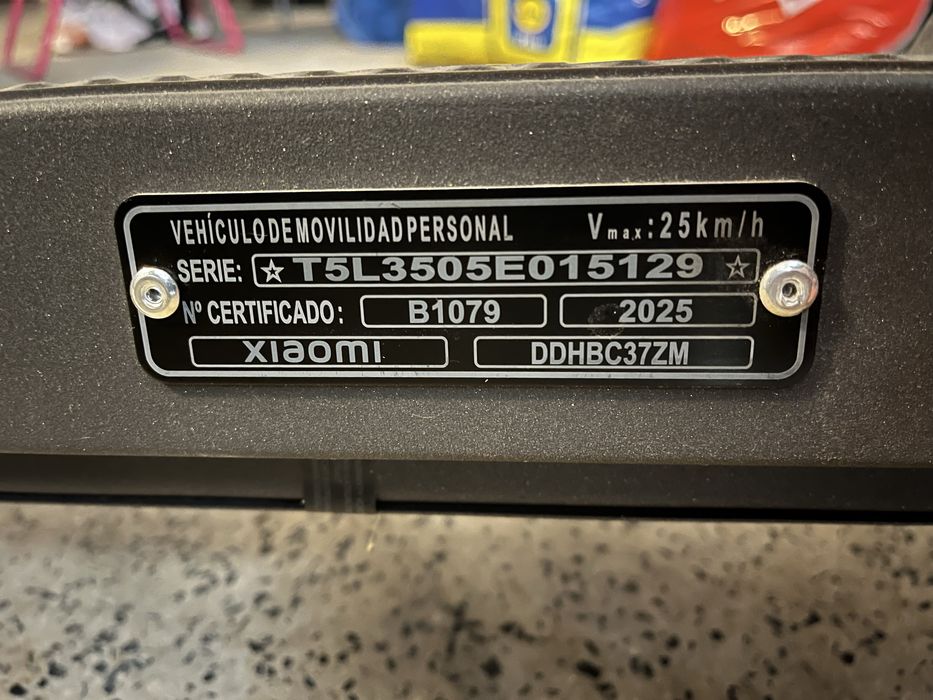 VEHÍCULO DE MOVILIDAD PERSONAL Vmax: 25km/h
SERIE: ☆ T5L3505E015129 ☆
Nº CERTIFICADO: B1079 2025
xiaomi DDHBC37ZM